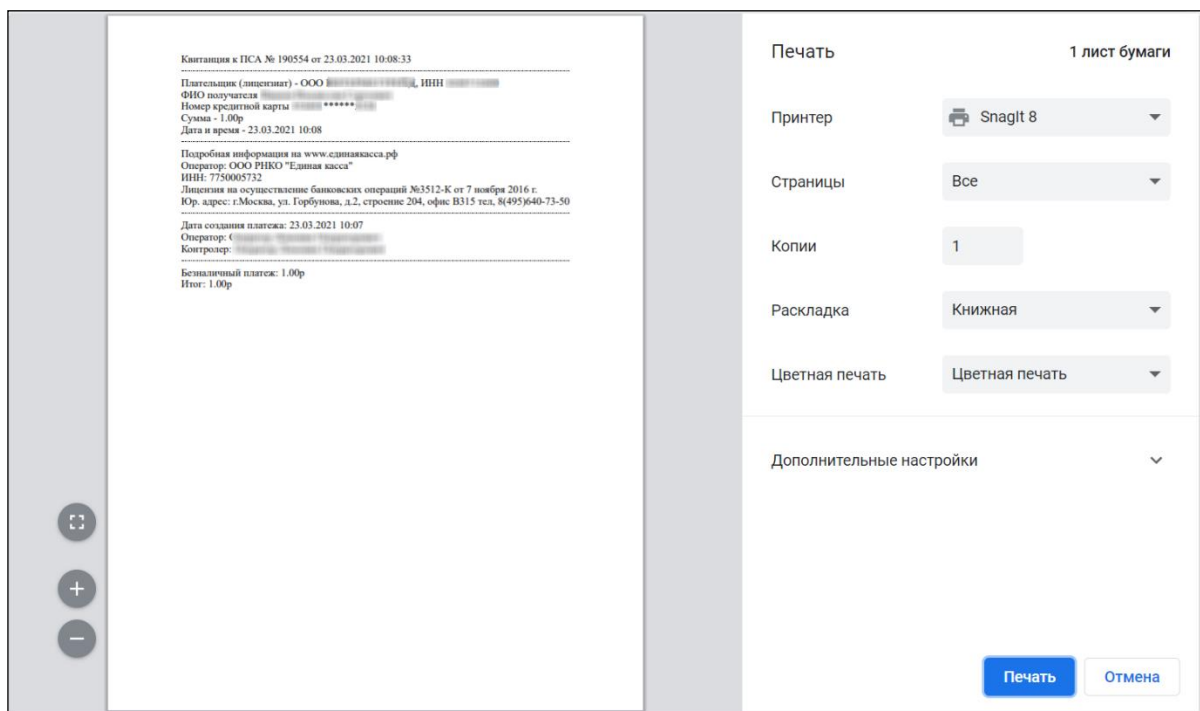 Квитанция к ПСА № 190554 от 23.03.2021 10:08:33
Плательщик (лицензиат) - ООО , ИНН
ФИО получателя
Номер кредитной карты ******
Сумма - 1.00р
Дата и время - 23.03.2021 10:08
Подробная информация на www.единаякасса.рф
Оператор: ООО РНКО "Единая касса"
ИНН: 7750005732
Лицензия на осуществление банковских операций №3512-К от 7 ноября 2016 г.
Юр. адрес: г.Москва, ул. Горбунова, д.2, строение 204, офис В315 тел, 8(495)640-73-50
Дата создания платежа: 23.03.2021 10:07
Оператор:
Контролер:
Безналичный платеж: 1.00р
Итог: 1.00р
Печать 1 лист бумаги
Принтер SnagIt 8
Страницы Все
Копии 1
Раскладка Книжная
Цветная печать Цветная печать
Дополнительные настройки
Печать Отмена